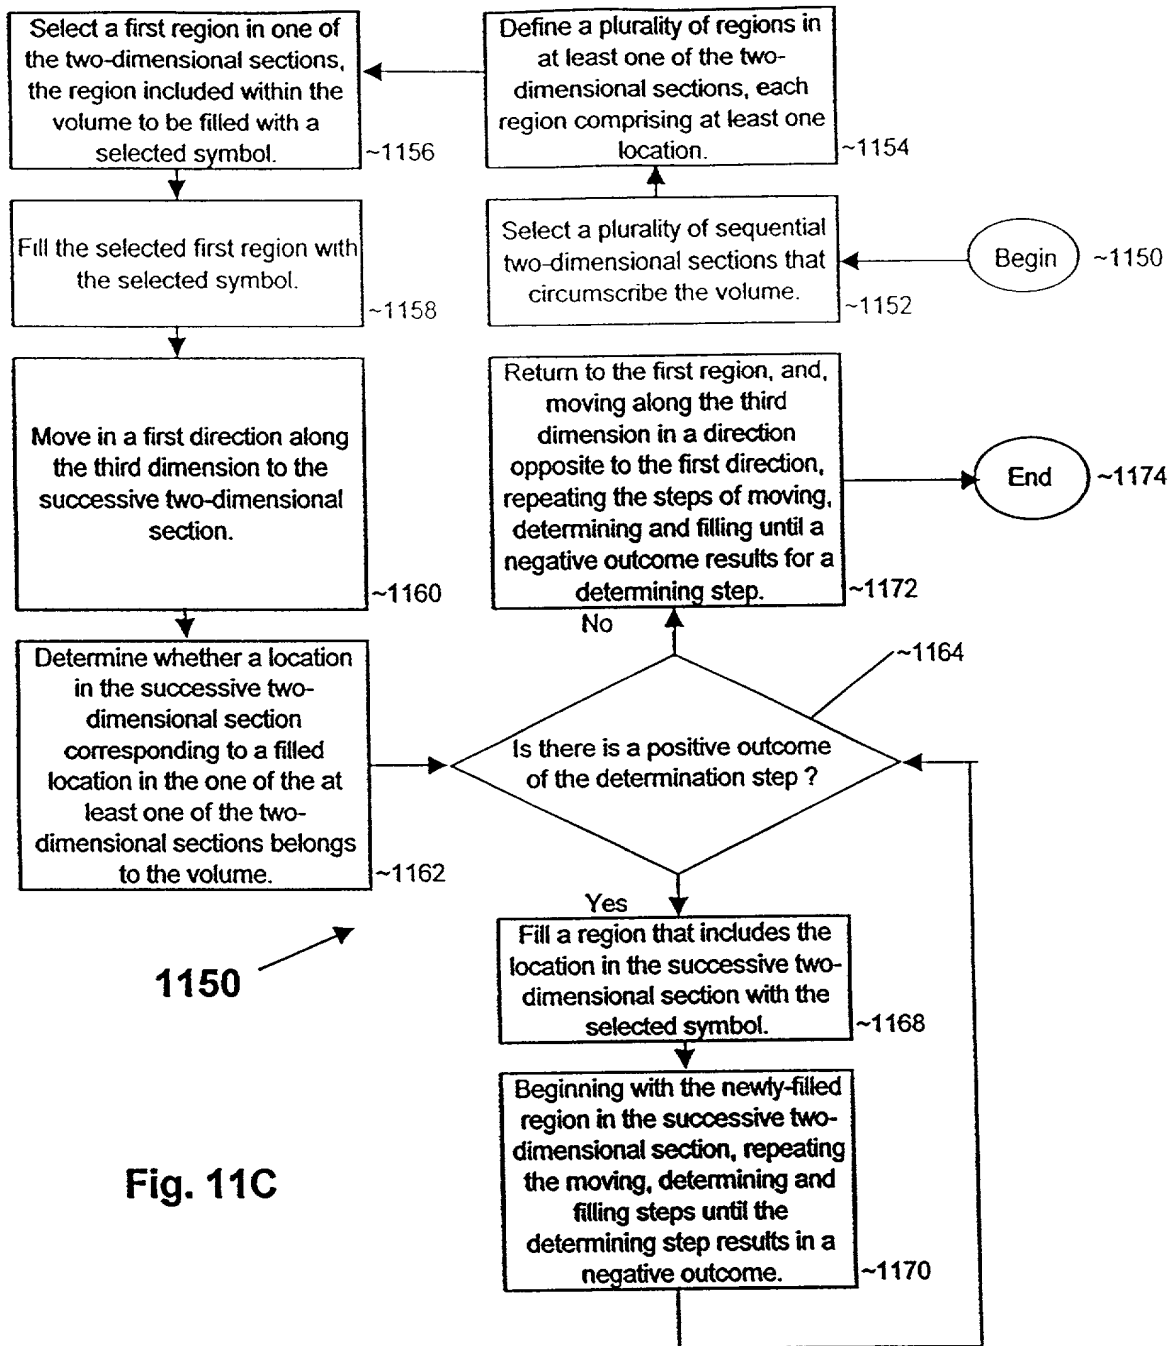 Select a first region in one of
the two-dimensional sections,
the region included within the
volume to be filled with a
selected symbol.
~1156
Define a plurality of regions in
at least one of the two-
dimensional sections, each
region comprising at least one
location.
~1154
Fill the selected first region with
the selected symbol.
~1158
Select a plurality of sequential
two-dimensional sections that
circumscribe the volume.
~1152
Begin
~1150
Move in a first direction along
the third dimension to the
successive two-dimensional
section.
~1160
Return to the first region, and,
moving along the third
dimension in a direction
opposite to the first direction,
repeating the steps of moving,
determining and filling until a
negative outcome results for a
determining step.
~1172
End
~1174
No
Determine whether a location
in the successive two-
dimensional section
corresponding to a filled
location in the one of the at
least one of the two-
dimensional sections belongs
to the volume.
~1162
~1164
Is there is a positive outcome
of the determination step ?
Yes
1150
Fill a region that includes the
location in the successive two-
dimensional section with the
selected symbol.
~1168
Beginning with the newly-filled
region in the successive two-
dimensional section, repeating
the moving, determining and
filling steps until the
determining step results in a
negative outcome.
~1170
Fig. 11C